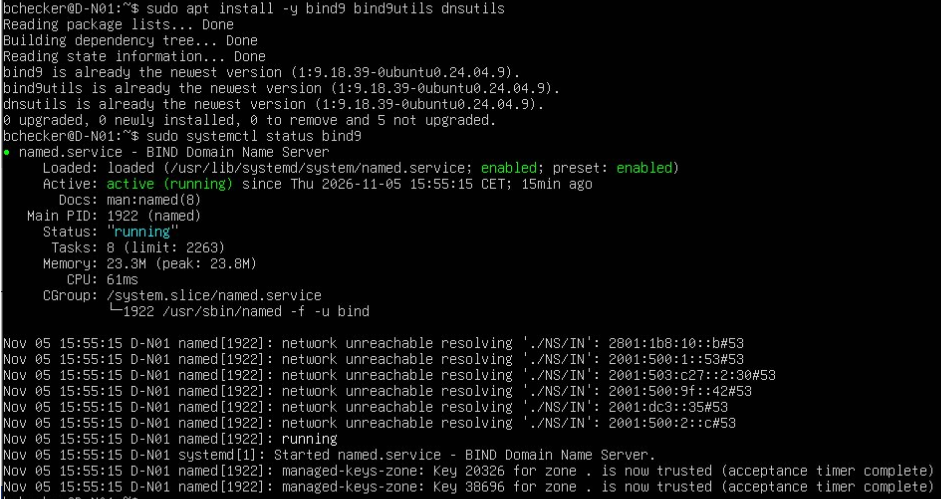 bchecker@D-N01:~$ sudo apt install -y bind9 bind9utils dnsutils
Reading package lists... Done
Building dependency tree... Done
Reading state information... Done
bind9 is already the newest version (1:9.18.39-0ubuntu0.24.04.9).
bind9utils is already the newest version (1:9.18.39-0ubuntu0.24.04.9).
dnsutils is already the newest version (1:9.18.39-0ubuntu0.24.04.9).
0 upgraded, 0 newly installed, 0 to remove and 5 not upgraded.
bchecker@D-N01:~$ sudo systemctl status bind9
● named.service - BIND Domain Name Server
     Loaded: loaded (/usr/lib/systemd/system/named.service; enabled; preset: enabled)
     Active: active (running) since Thu 2026-11-05 15:55:15 CET; 15min ago
       Docs: man:named(8)
   Main PID: 1922 (named)
     Status: "running"
      Tasks: 8 (limit: 2263)
     Memory: 23.3M (peak: 23.8M)
        CPU: 61ms
     CGroup: /system.slice/named.service
             └─1922 /usr/sbin/named -f -u bind
Nov 05 15:55:15 D-N01 named[1922]: network unreachable resolving './NS/IN': 2801:1b8:10::b#53
Nov 05 15:55:15 D-N01 named[1922]: network unreachable resolving './NS/IN': 2001:500:1::53#53
Nov 05 15:55:15 D-N01 named[1922]: network unreachable resolving './NS/IN': 2001:503:c27::2:30#53
Nov 05 15:55:15 D-N01 named[1922]: network unreachable resolving './NS/IN': 2001:500:9f::42#53
Nov 05 15:55:15 D-N01 named[1922]: network unreachable resolving './NS/IN': 2001:dc3::35#53
Nov 05 15:55:15 D-N01 named[1922]: network unreachable resolving './NS/IN': 2001:500:2::c#53
Nov 05 15:55:15 D-N01 named[1922]: running
Nov 05 15:55:15 D-N01 systemd[1]: Started named.service - BIND Domain Name Server.
Nov 05 15:55:15 D-N01 named[1922]: managed-keys-zone: Key 20326 for zone . is now trusted (acceptance timer complete)
Nov 05 15:55:15 D-N01 named[1922]: managed-keys-zone: Key 38696 for zone . is now trusted (acceptance timer complete)